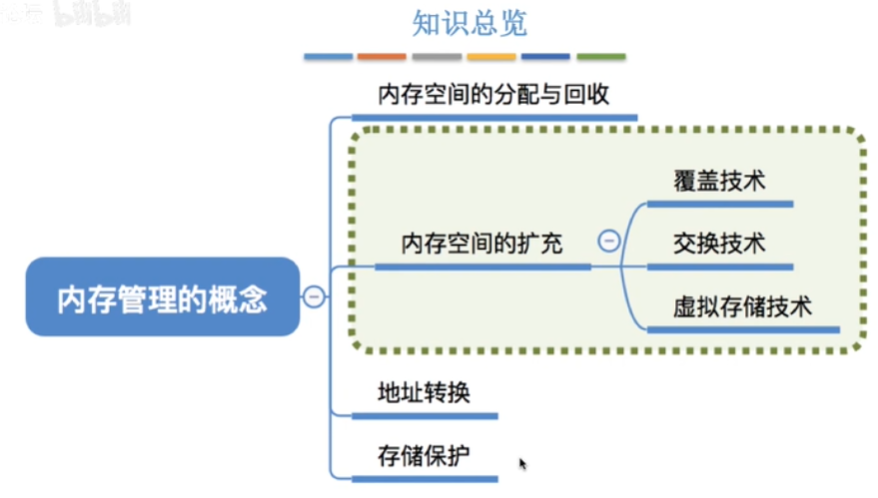 知识总览
内存空间的分配与回收
覆盖技术
内存空间的扩充
交换技术
虚拟存储技术
内存管理的概念
地址转换
存储保护